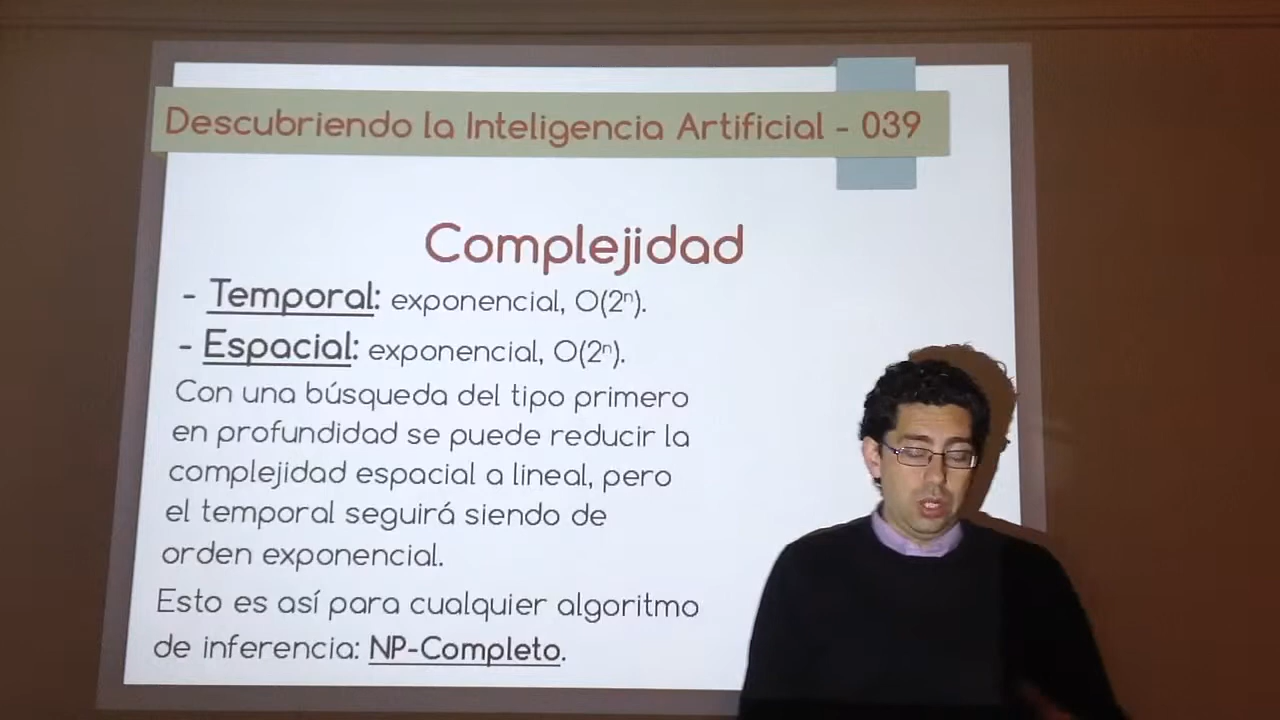 Descubriendo la Inteligencia Artificial - 039
Complejidad
- Temporal: exponencial, O(2ⁿ).
- Espacial: exponencial, O(2ⁿ).
Con una búsqueda del tipo primero
en profundidad se puede reducir la
complejidad espacial a lineal, pero
el temporal seguirá siendo de
orden exponencial.
Esto es así para cualquier algoritmo
de inferencia: NP-Completo.